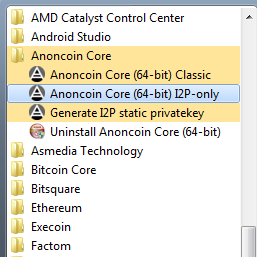 AMD Catalyst Control Center
Android Studio
Anoncoin Core
Anoncoin Core (64-bit) Classic
Anoncoin Core (64-bit) I2P-only
Generate I2P static privatekey
Uninstall Anoncoin Core (64-bit)
Asmedia Technology
Bitcoin Core
Bitsquare
Ethereum
Execoin
Factom